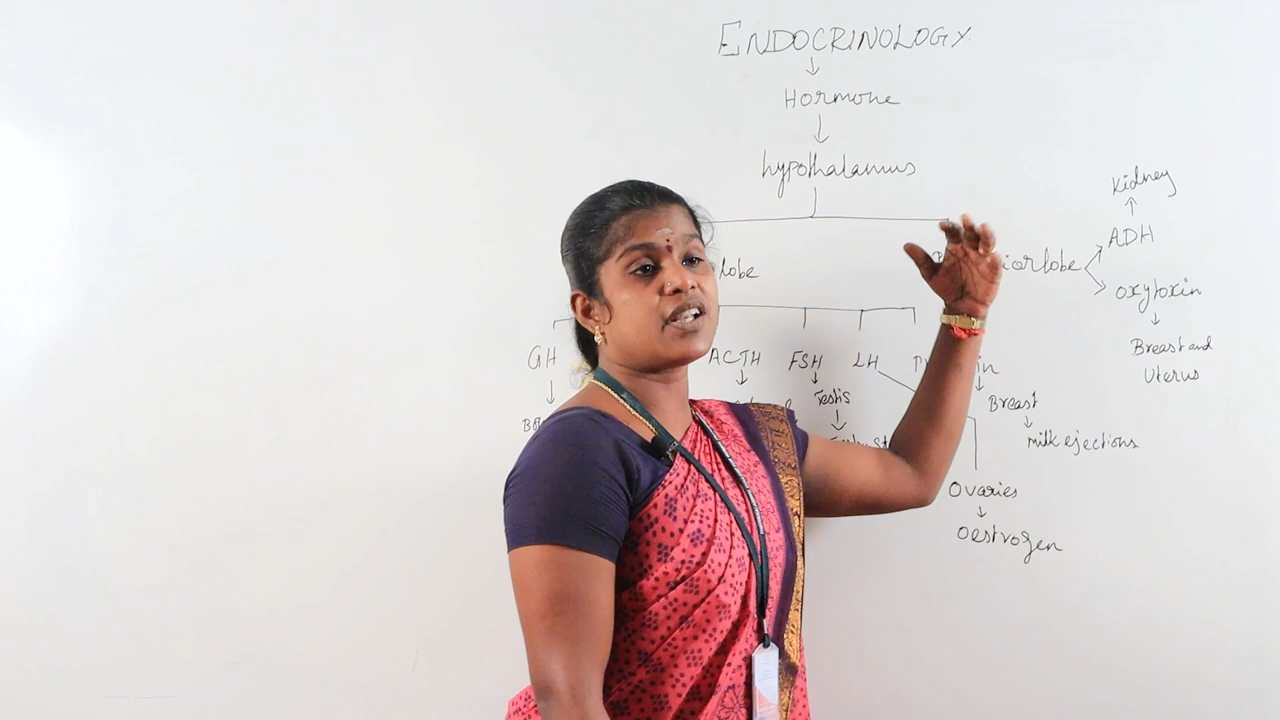 ENDOCRINOLOGY
Hormone
hypothalamus
Kidney
ADH
lobe
iorlobe
oxytoxin
Breast and
Uterus
GH ACTH FSH LH
Testis
Breast
milk ejections
Ovaries
Oestrogen